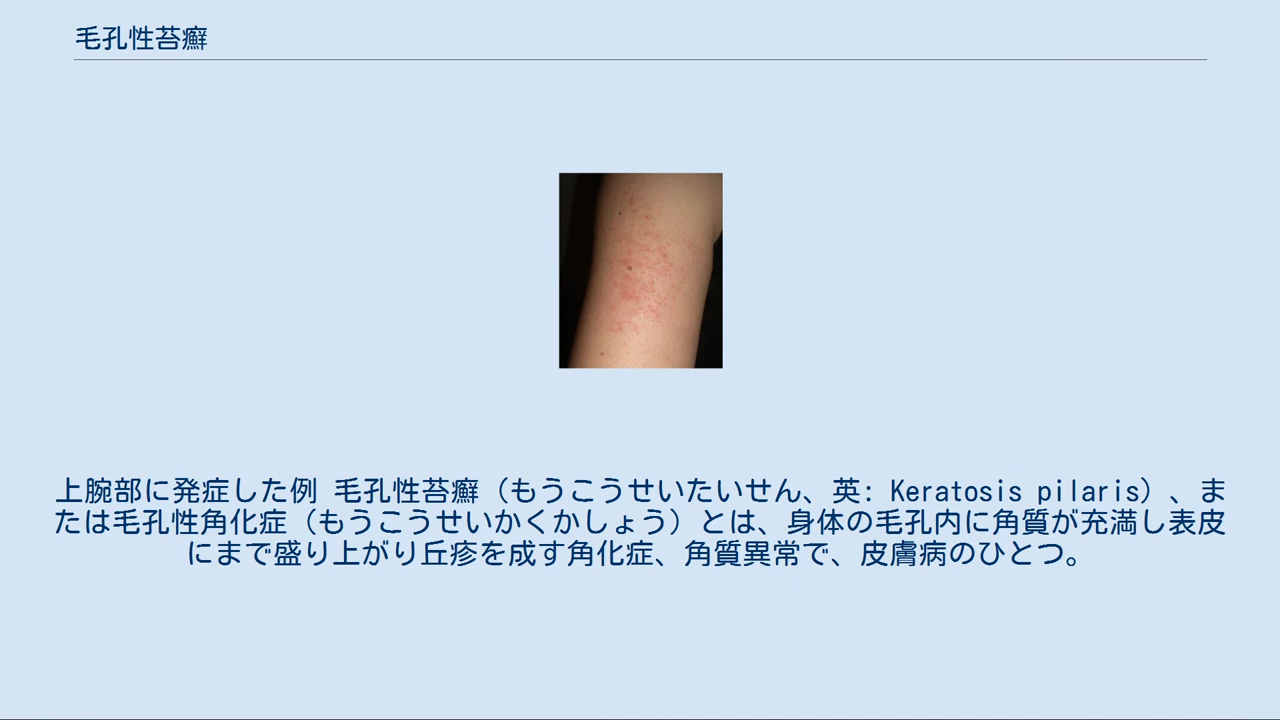 毛孔性苔癬
上腕部に発症した例 毛孔性苔癬（もうこうせいたいせん、英: Keratosis pilaris）、ま
たは毛孔性角化症（もうこうせいかくかしょう）とは、身体の毛孔内に角質が充満し表皮
にまで盛り上がり丘疹を成す角化症、角質異常で、皮膚病のひとつ。